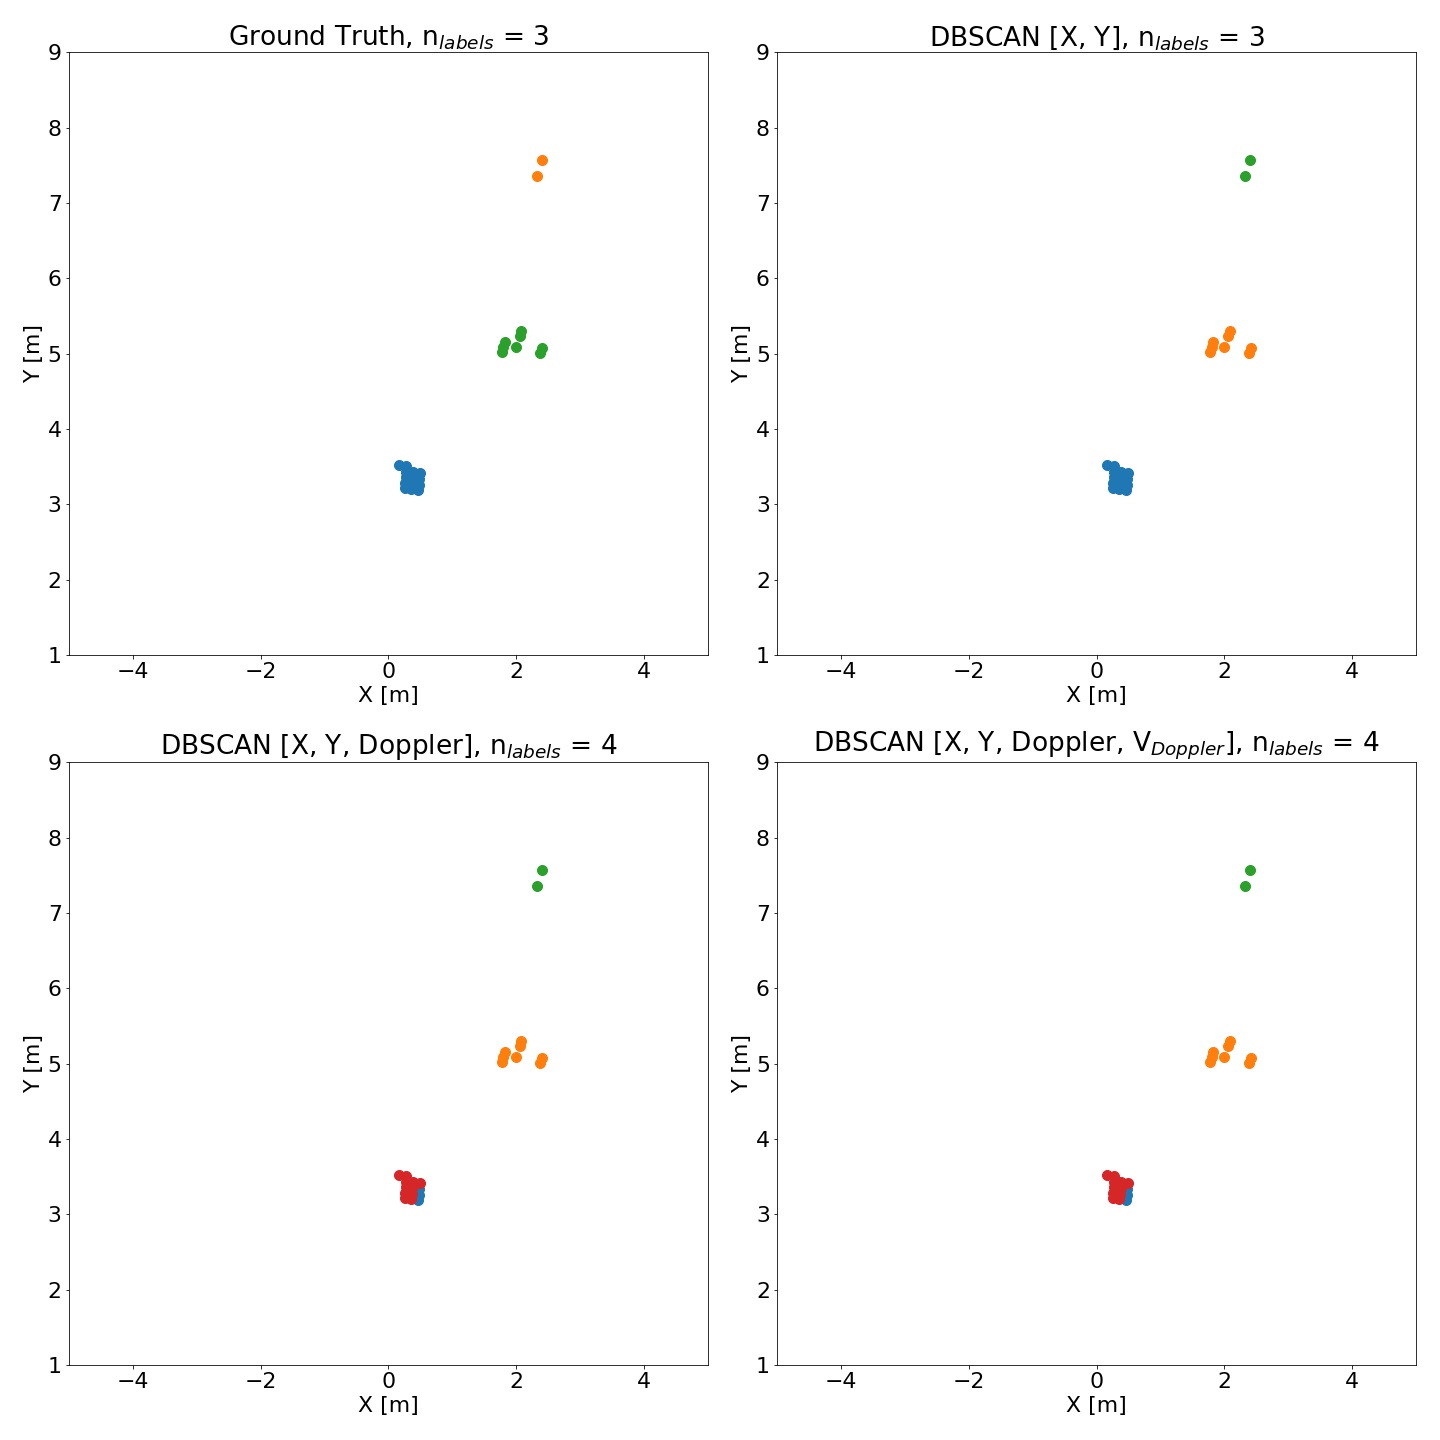 Ground Truth, n_labels = 3
9
8
7
6
5
4
3
2
1
Y [m]
−4 −2 0 2 4
X [m]
DBSCAN [X, Y], n_labels = 3
9
8
7
6
5
4
3
2
1
Y [m]
−4 −2 0 2 4
X [m]
DBSCAN [X, Y, Doppler], n_labels = 4
9
8
7
6
5
4
3
2
1
Y [m]
−4 −2 0 2 4
X [m]
DBSCAN [X, Y, Doppler, V_Doppler], n_labels = 4
9
8
7
6
5
4
3
2
1
Y [m]
−4 −2 0 2 4
X [m]